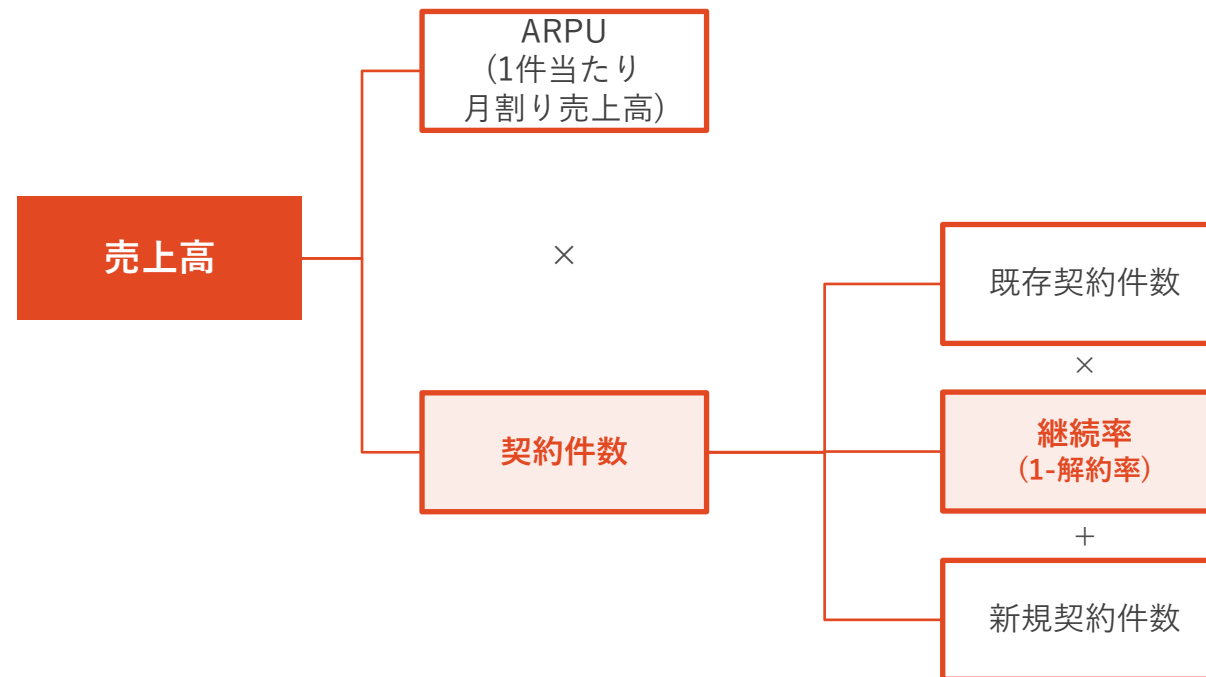 ARPU
(1件当たり
月割り売上高)
売上高
×
契約件数
既存契約件数
×
継続率
(1-解約率)
+
新規契約件数